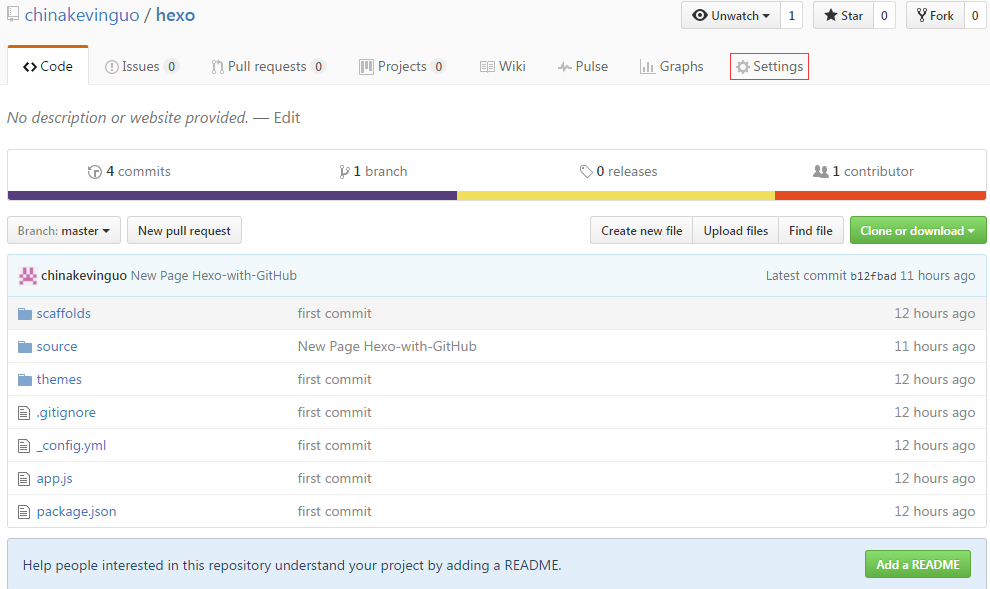 chinakevinguo / hexo Unwatch 1 Star 0 Fork 0
Code Issues 0 Pull requests 0 Projects 0 Wiki Pulse Graphs Settings
No description or website provided. — Edit
4 commits 1 branch 0 releases 1 contributor
Branch: master New pull request Create new file Upload files Find file Clone or download
chinakevinguo New Page Hexo-with-GitHub Latest commit b12fbad 11 hours ago
scaffolds first commit 12 hours ago
source New Page Hexo-with-GitHub 11 hours ago
themes first commit 12 hours ago
.gitignore first commit 12 hours ago
_config.yml first commit 12 hours ago
app.js first commit 12 hours ago
package.json first commit 12 hours ago
Help people interested in this repository understand your project by adding a README. Add a README